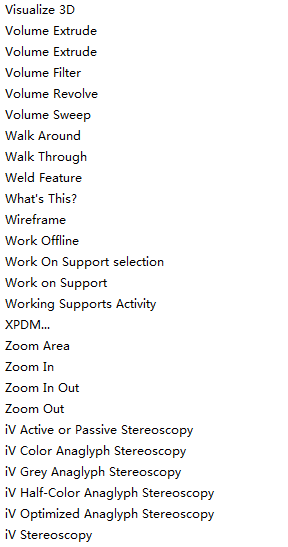 Visualize 3D
Volume Extrude
Volume Extrude
Volume Filter
Volume Revolve
Volume Sweep
Walk Around
Walk Through
Weld Feature
What's This?
Wireframe
Work Offline
Work On Support selection
Work on Support
Working Supports Activity
XPDM...
Zoom Area
Zoom In
Zoom In Out
Zoom Out
iV Active or Passive Stereoscopy
iV Color Anaglyph Stereoscopy
iV Grey Anaglyph Stereoscopy
iV Half-Color Anaglyph Stereoscopy
iV Optimized Anaglyph Stereoscopy
iV Stereoscopy